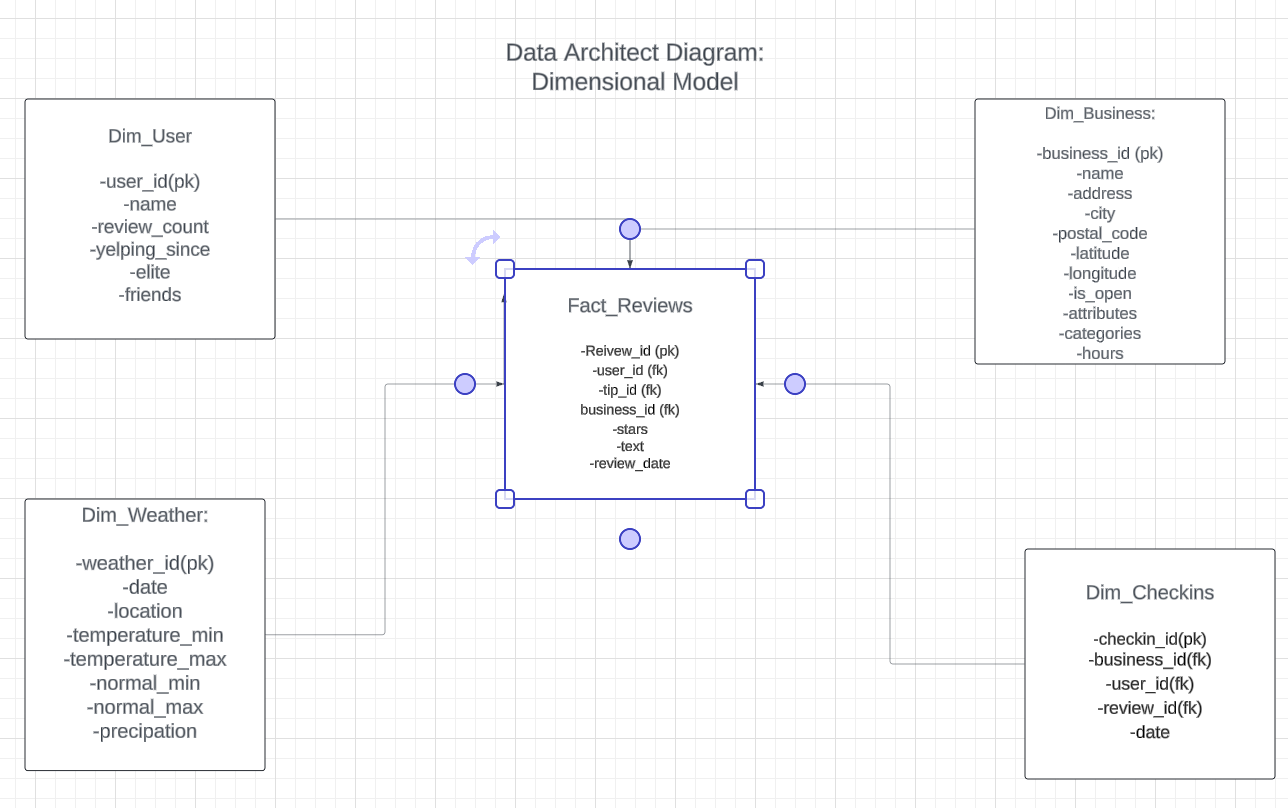 Data Architect Diagram:
Dimensional Model
Dim_User
-user_id(pk)
-name
-review_count
-yelping_since
-elite
-friends
Dim_Business:
-business_id (pk)
-name
-address
-city
-postal_code
-latitude
-longitude
-is_open
-attributes
-categories
-hours
Fact_Reviews
-Reivew_id (pk)
-user_id (fk)
-tip_id (fk)
business_id (fk)
-stars
-text
-review_date
Dim_Weather:
-weather_id(pk)
-date
-location
-temperature_min
-temperature_max
-normal_min
-normal_max
-precipation
Dim_Checkins
-checkin_id(pk)
-business_id(fk)
-user_id(fk)
-review_id(fk)
-date